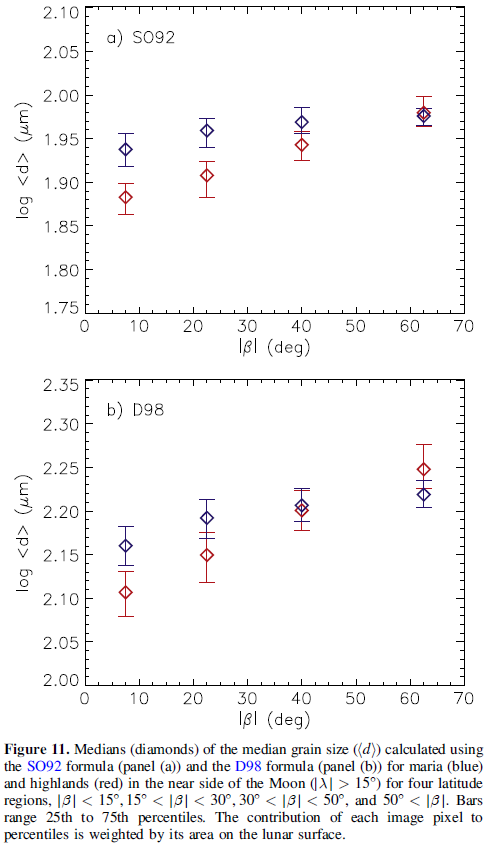 2.10
2.05
2.00
1.95
1.90
1.85
1.80
1.75
log <d> (μm)
a) SO92
0 10 20 30 40 50 60 70
|β| (deg)
2.35
2.30
2.25
2.20
2.15
2.10
2.05
2.00
log <d> (μm)
b) D98
0 10 20 30 40 50 60 70
|β| (deg)
Figure 11. Medians (diamonds) of the median grain size (⟨d⟩) calculated using
the SO92 formula (panel (a)) and the D98 formula (panel (b)) for maria (blue)
and highlands (red) in the near side of the Moon (|λ| > 15°) for four latitude
regions, |β| < 15°, 15° < |β| < 30°, 30° < |β| < 50°, and 50° < |β|. Bars
range 25th to 75th percentiles. The contribution of each image pixel to
percentiles is weighted by its area on the lunar surface.